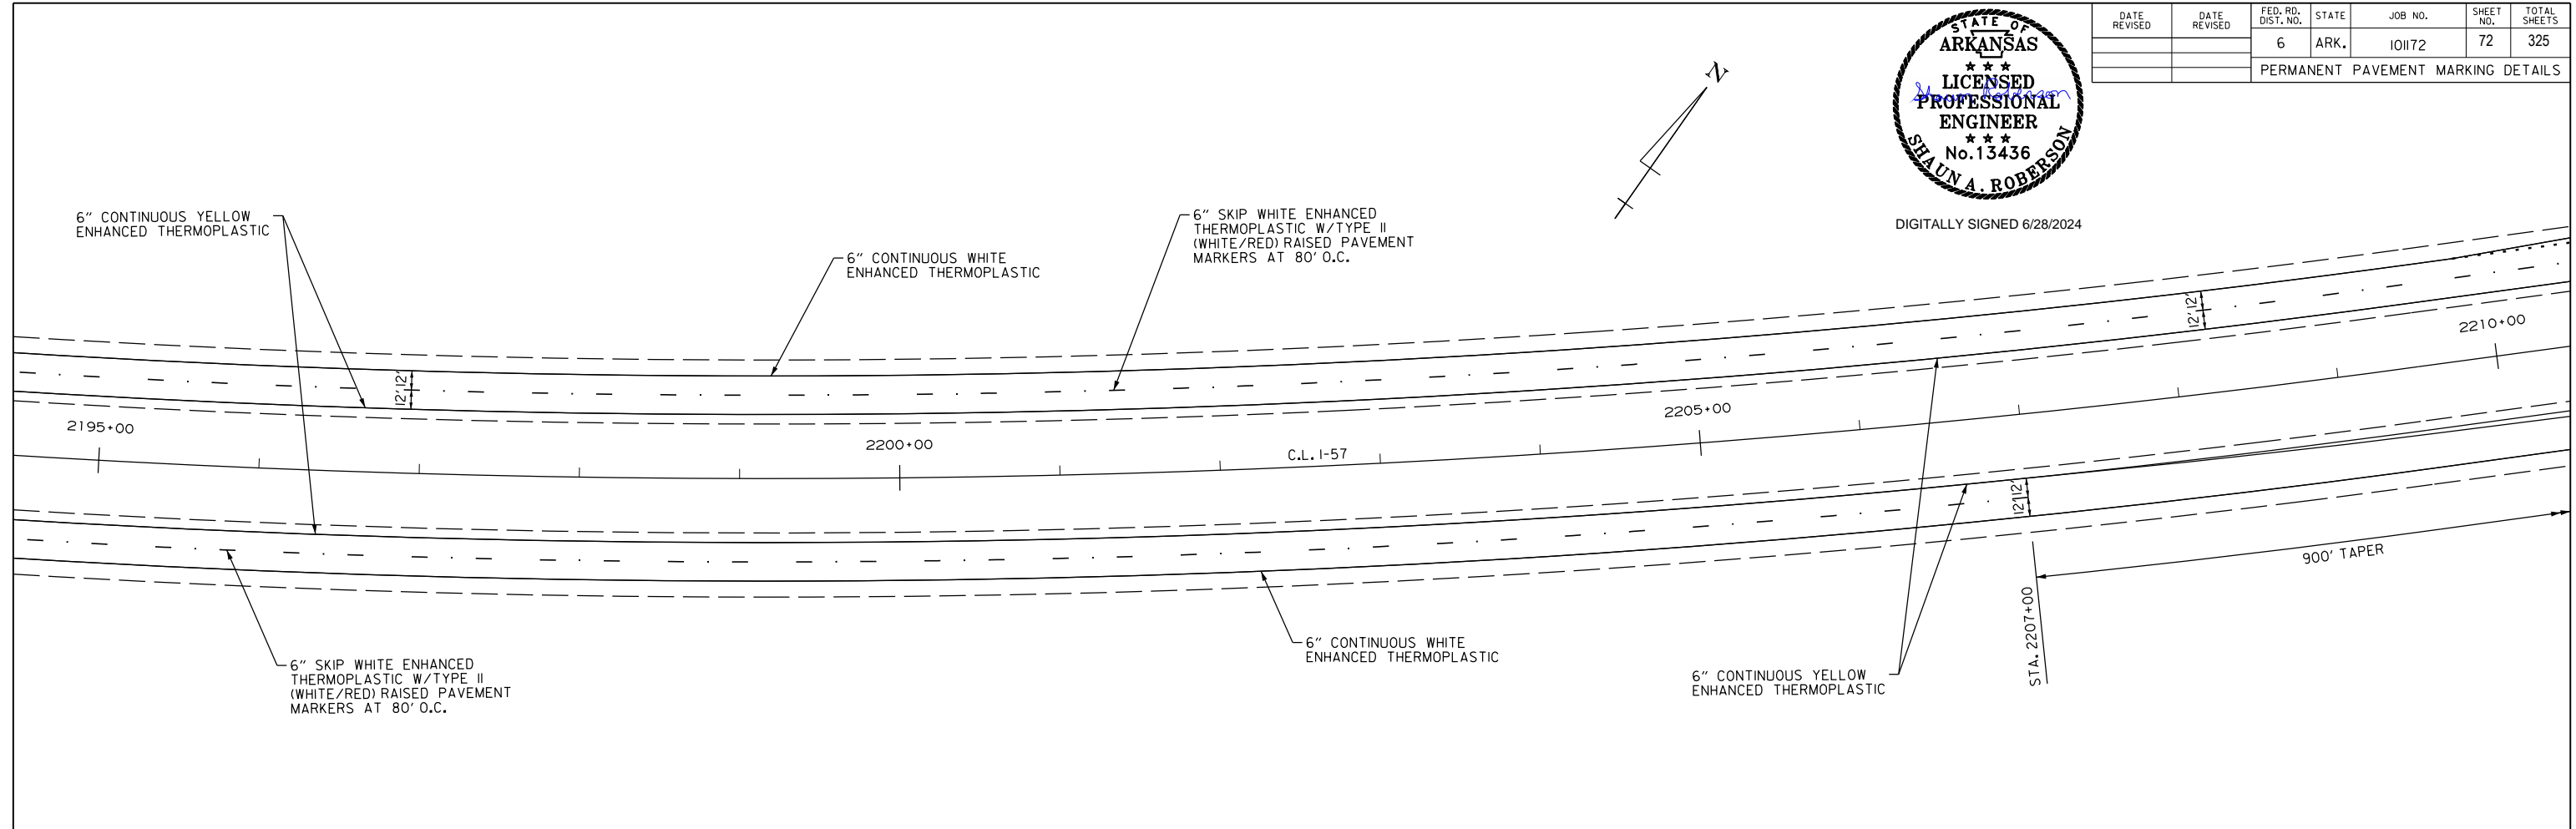 DATE REVISED
DATE REVISED
FED. RD. DIST. NO.
STATE
JOB NO.
SHEET NO.
TOTAL SHEETS
6
ARK.
101172
72
325
PERMANENT PAVEMENT MARKING DETAILS
STATE OF
ARKANSAS
★ ★ ★
LICENSED
PROFESSIONAL
ENGINEER
★ ★ ★
No.13436
SHAUN A. ROBERSON
Shaun Roberson
DIGITALLY SIGNED 6/28/2024
N
6" CONTINUOUS YELLOW
ENHANCED THERMOPLASTIC
6" CONTINUOUS WHITE
ENHANCED THERMOPLASTIC
6" SKIP WHITE ENHANCED
THERMOPLASTIC W/TYPE II
(WHITE/RED) RAISED PAVEMENT
MARKERS AT 80' O.C.
12'
12'
12'
12'
2195+00
2200+00
C.L. I-57
2205+00
2210+00
12'
12'
900' TAPER
STA. 2207+00
6" SKIP WHITE ENHANCED
THERMOPLASTIC W/TYPE II
(WHITE/RED) RAISED PAVEMENT
MARKERS AT 80' O.C.
6" CONTINUOUS WHITE
ENHANCED THERMOPLASTIC
6" CONTINUOUS YELLOW
ENHANCED THERMOPLASTIC